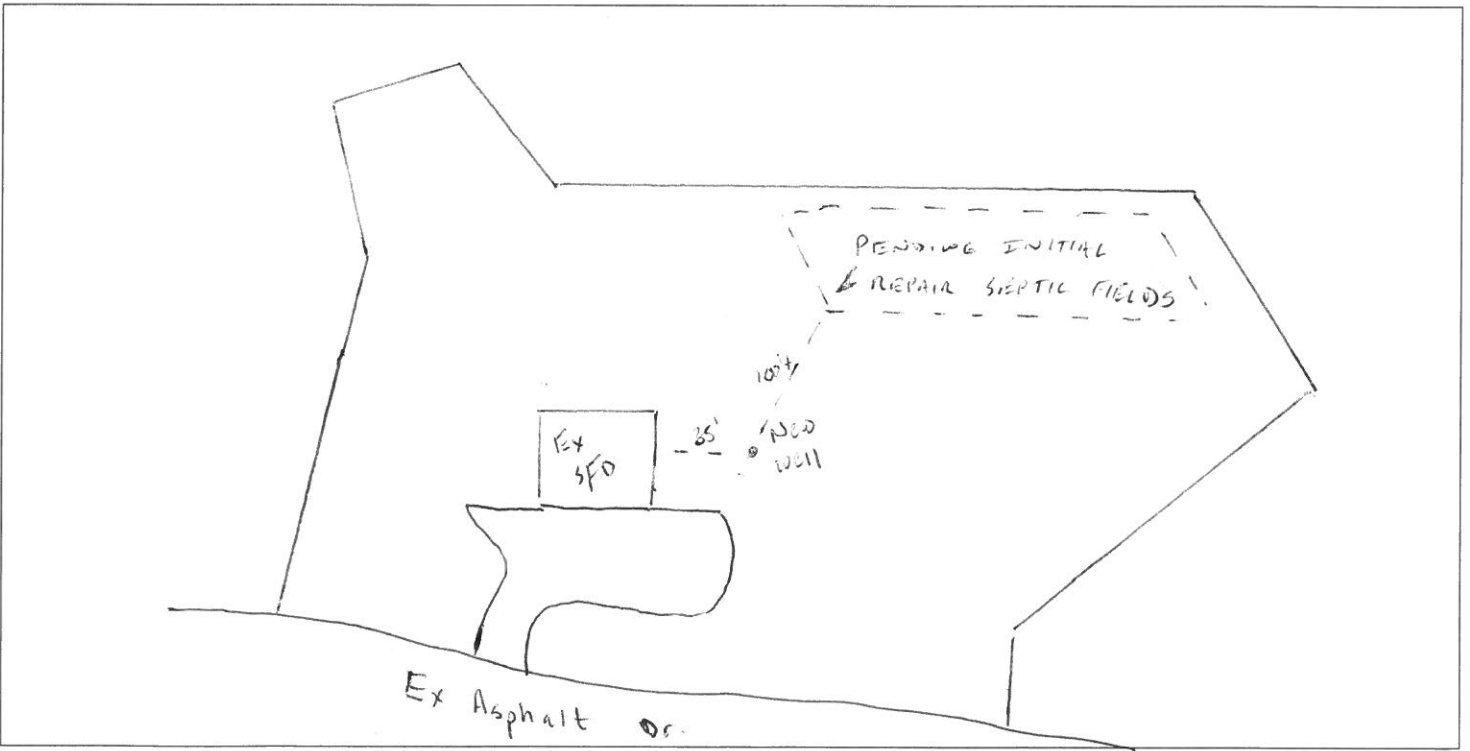 PENDING INITIAL
& REPAIR SEPTIC FIELDS
100'+/
Ex
SFD
35'
NEW
WELL
Ex Asphalt Dr.